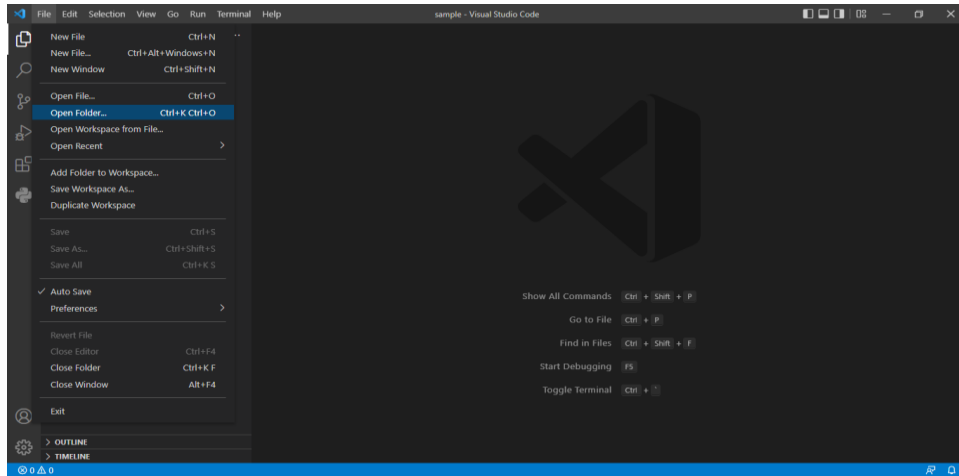 File Edit Selection View Go Run Terminal Help
sample - Visual Studio Code
New File Ctrl+N
New File... Ctrl+Alt+Windows+N
New Window Ctrl+Shift+N
Open File... Ctrl+O
Open Folder... Ctrl+K Ctrl+O
Open Workspace from File...
Open Recent
Add Folder to Workspace...
Save Workspace As...
Duplicate Workspace
Save Ctrl+S
Save As... Ctrl+Shift+S
Save All Ctrl+K S
Auto Save
Preferences
Revert File
Close Editor Ctrl+F4
Close Folder Ctrl+K F
Close Window Alt+F4
Exit
OUTLINE
TIMELINE
Show All Commands Ctrl + Shift + P
Go to File Ctrl + P
Find in Files Ctrl + Shift + F
Start Debugging F5
Toggle Terminal Ctrl + `
0 0